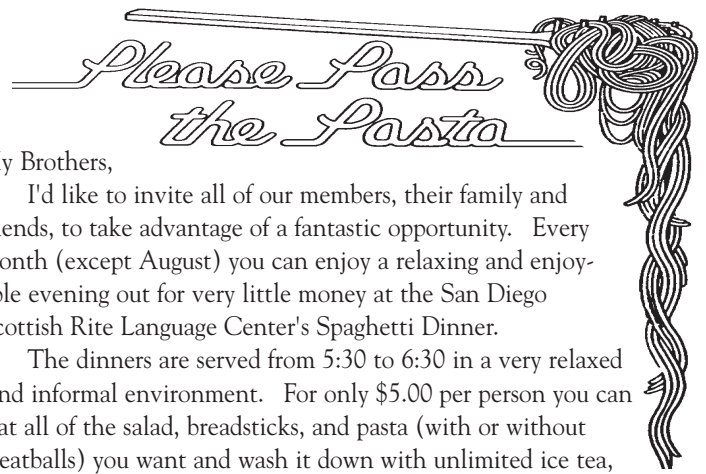 Please Pass
the Pasta
y Brothers,
I'd like to invite all of our members, their family and
iends, to take advantage of a fantastic opportunity. Every
onth (except August) you can enjoy a relaxing and enjoy-
ble evening out for very little money at the San Diego
cottish Rite Language Center's Spaghetti Dinner.
The dinners are served from 5:30 to 6:30 in a very relaxed
nd informal environment. For only $5.00 per person you can
at all of the salad, breadsticks, and pasta (with or without
eatballs) you want and wash it down with unlimited ice tea,